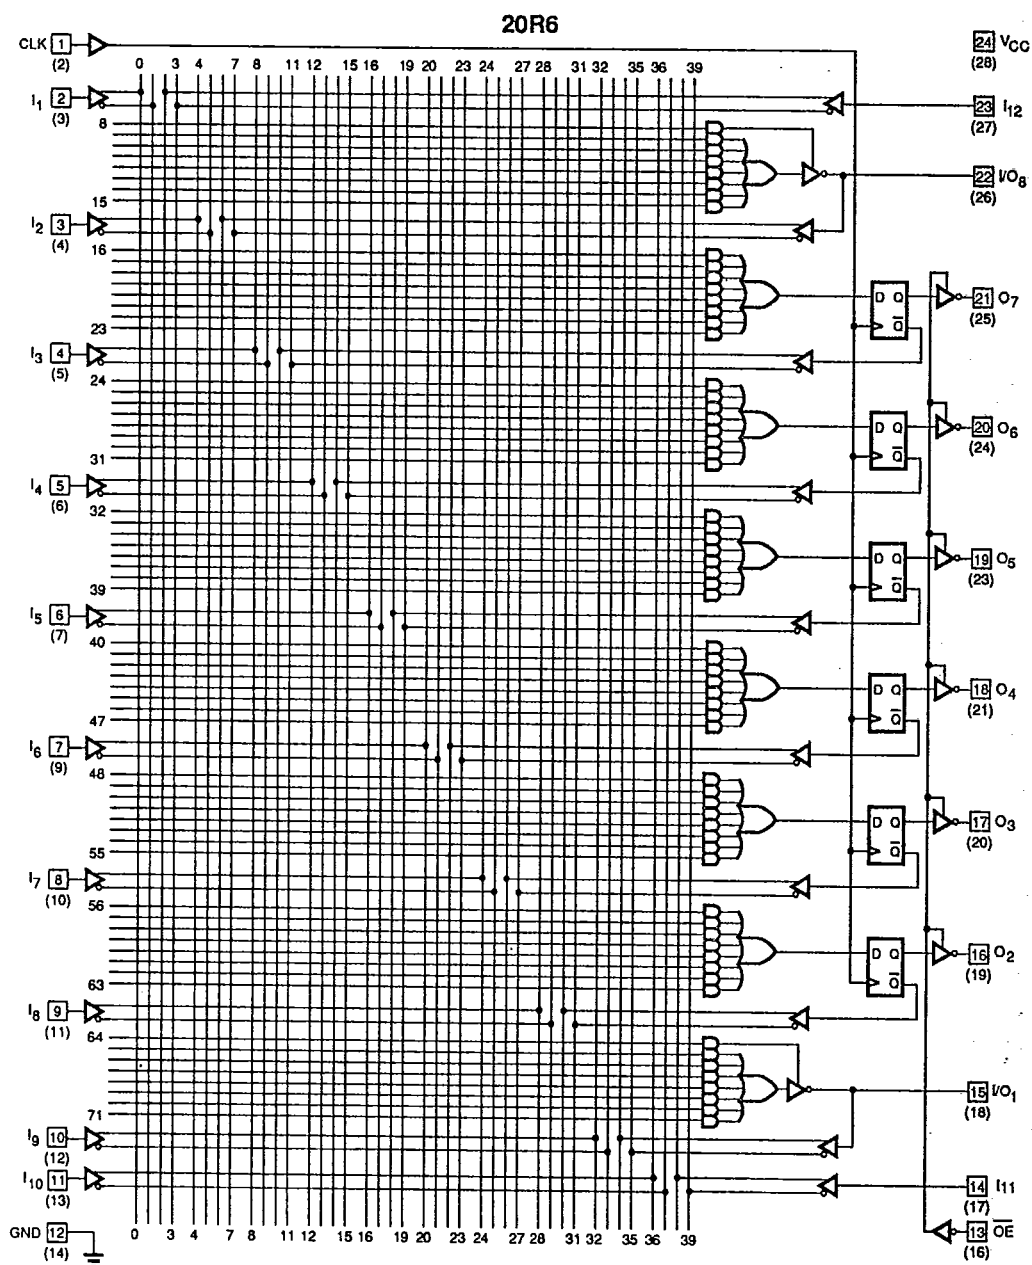 20R6
CLK 1 (2)
24 VCC (28)
0 3 4 7 8 11 12 15 16 19 20 23 24 27 28 31 32 35 36 39
I1 2 (3)
23 I12 (27)
8
22 I/O8 (26)
15
I2 3 (4)
16
D Q Q̅
21 O7 (25)
23
I3 4 (5)
24
D Q Q̅
20 O6 (24)
31
I4 5 (6)
32
D Q Q̅
19 O5 (23)
39
I5 6 (7)
40
D Q Q̅
18 O4 (21)
47
I6 7 (9)
48
D Q Q̅
17 O3 (20)
55
I7 8 (10)
56
D Q Q̅
16 O2 (19)
63
I8 9 (11)
64
15 I/O1 (18)
71
I9 10 (12)
I10 11 (13)
14 I11 (17)
GND 12 (14)
0 3 4 7 8 11 12 15 16 19 20 23 24 27 28 31 32 35 36 39
13 O̅E̅ (16)